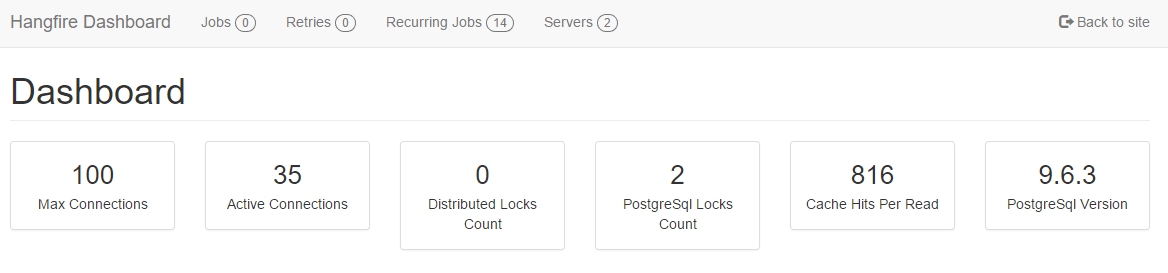 Hangfire Dashboard Jobs 0 Retries 0 Recurring Jobs 14 Servers 2 Back to site
Dashboard
100
Max Connections
35
Active Connections
0
Distributed Locks
Count
2
PostgreSql Locks
Count
816
Cache Hits Per Read
9.6.3
PostgreSql Version